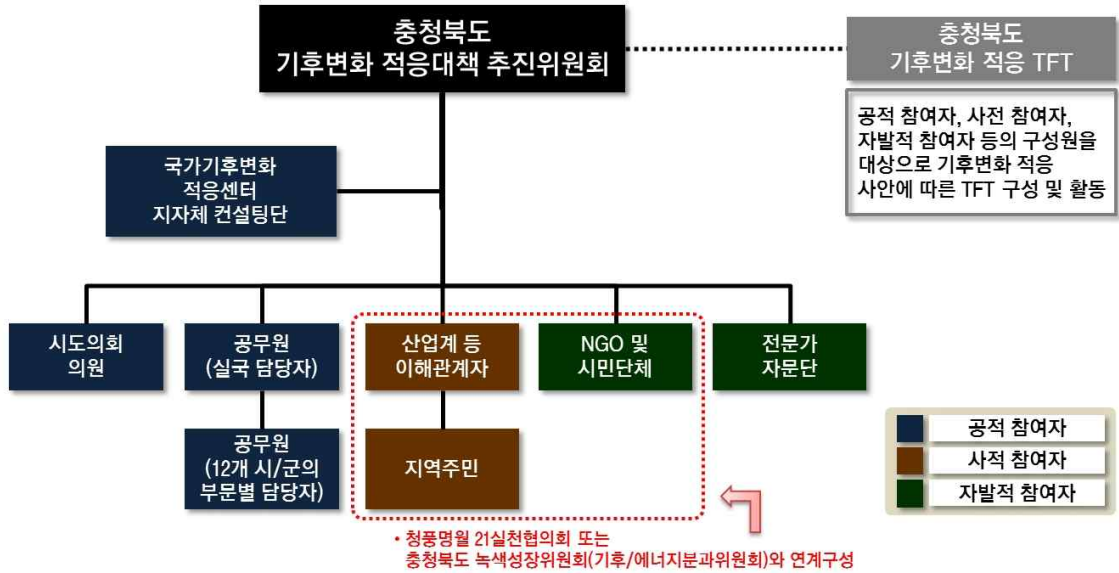 충청북도
기후변화 적응대책 추진위원회
충청북도
기후변화 적응 TFT
공적 참여자, 사전 참여자,
자발적 참여자 등의 구성원을
대상으로 기후변화 적응
사안에 따른 TFT 구성 및 활동
국가기후변화
적응센터
지자체 컨설팅단
시도의회
의원
공무원
(실국 담당자)
산업계 등
이해관계자
NGO 및
시민단체
전문가
자문단
공무원
(12개 시/군의
부문별 담당자)
지역주민
공적 참여자
사적 참여자
자발적 참여자
• 청풍명월 21실천협의회 또는
충청북도 녹색성장위원회(기후/에너지분과위원회)와 연계구성